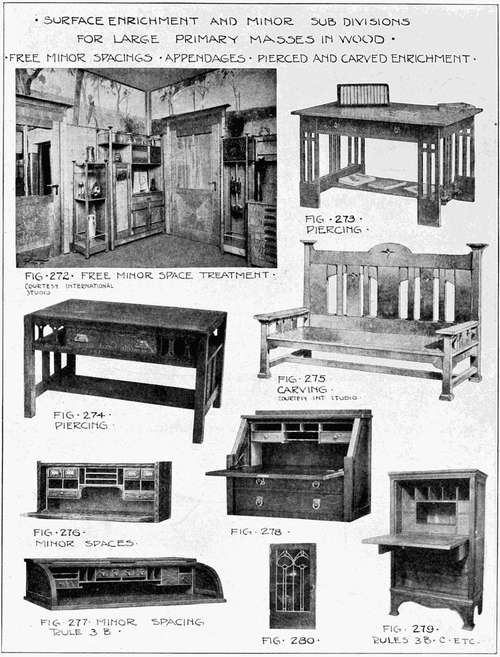 · SURFACE ENRICHMENT AND MINOR SUB DIVISIONS
FOR LARGE PRIMARY MASSES IN WOOD ·
· FREE MINOR SPACINGS · APPENDAGES · PIERCED AND CARVED ENRICHMENT ·
FIG · 273 ·
PIERCING ·
FIG · 272 · FREE MINOR SPACE TREATMENT ·
COURTESY INTERNATIONAL
STUDIO
FIG · 275
CARVING ·
COURTESY INT STUDIO ·
FIG · 274
PIERCING ·
FIG · 276 ·
MINOR SPACES ·
FIG · 278 ·
FIG · 277 · MINOR SPACING
RULE 3 B ·
FIG · 280 ·
FIG · 279 ·
RULES 3 B · C · ETC ·